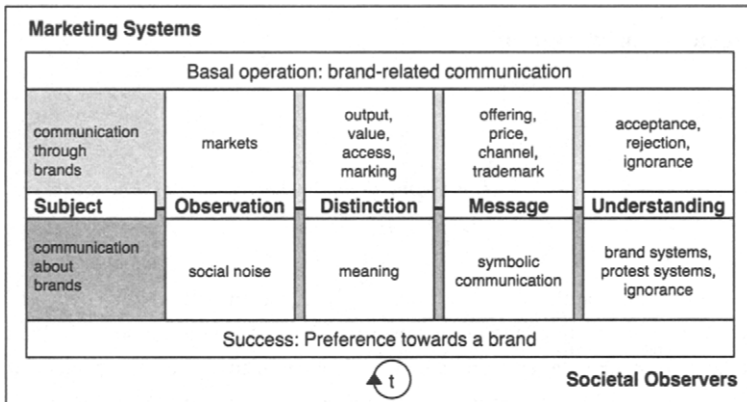 Marketing Systems
Basal operation: brand-related communication
communication
through
brands
markets
output,
value,
access,
marking
offering,
price,
channel,
trademark
acceptance,
rejection,
ignorance
Subject
Observation
Distinction
Message
Understanding
communication
about
brands
social noise
meaning
symbolic
communication
brand systems,
protest systems,
ignorance
Success: Preference towards a brand
t
Societal Observers